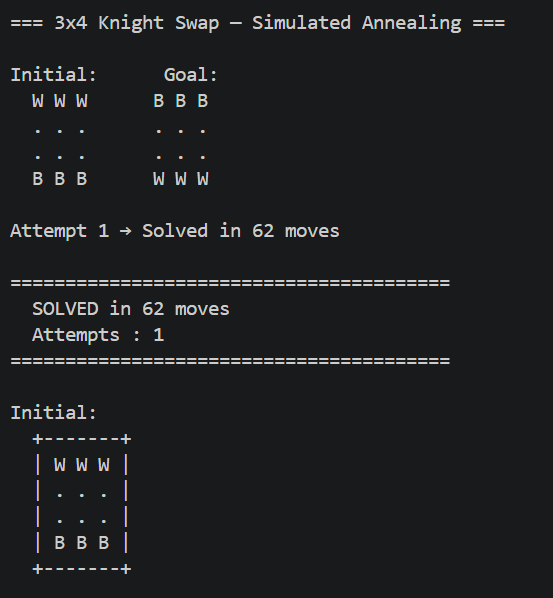 === 3x4 Knight Swap — Simulated Annealing ===
Initial:      Goal:
  W W W      B B B
  . . .      . . .
  . . .      . . .
  B B B      W W W
Attempt 1 → Solved in 62 moves
========================================
  SOLVED in 62 moves
  Attempts : 1
========================================
Initial:
  +-------+
  | W W W |
  | . . . |
  | . . . |
  | B B B |
  +-------+